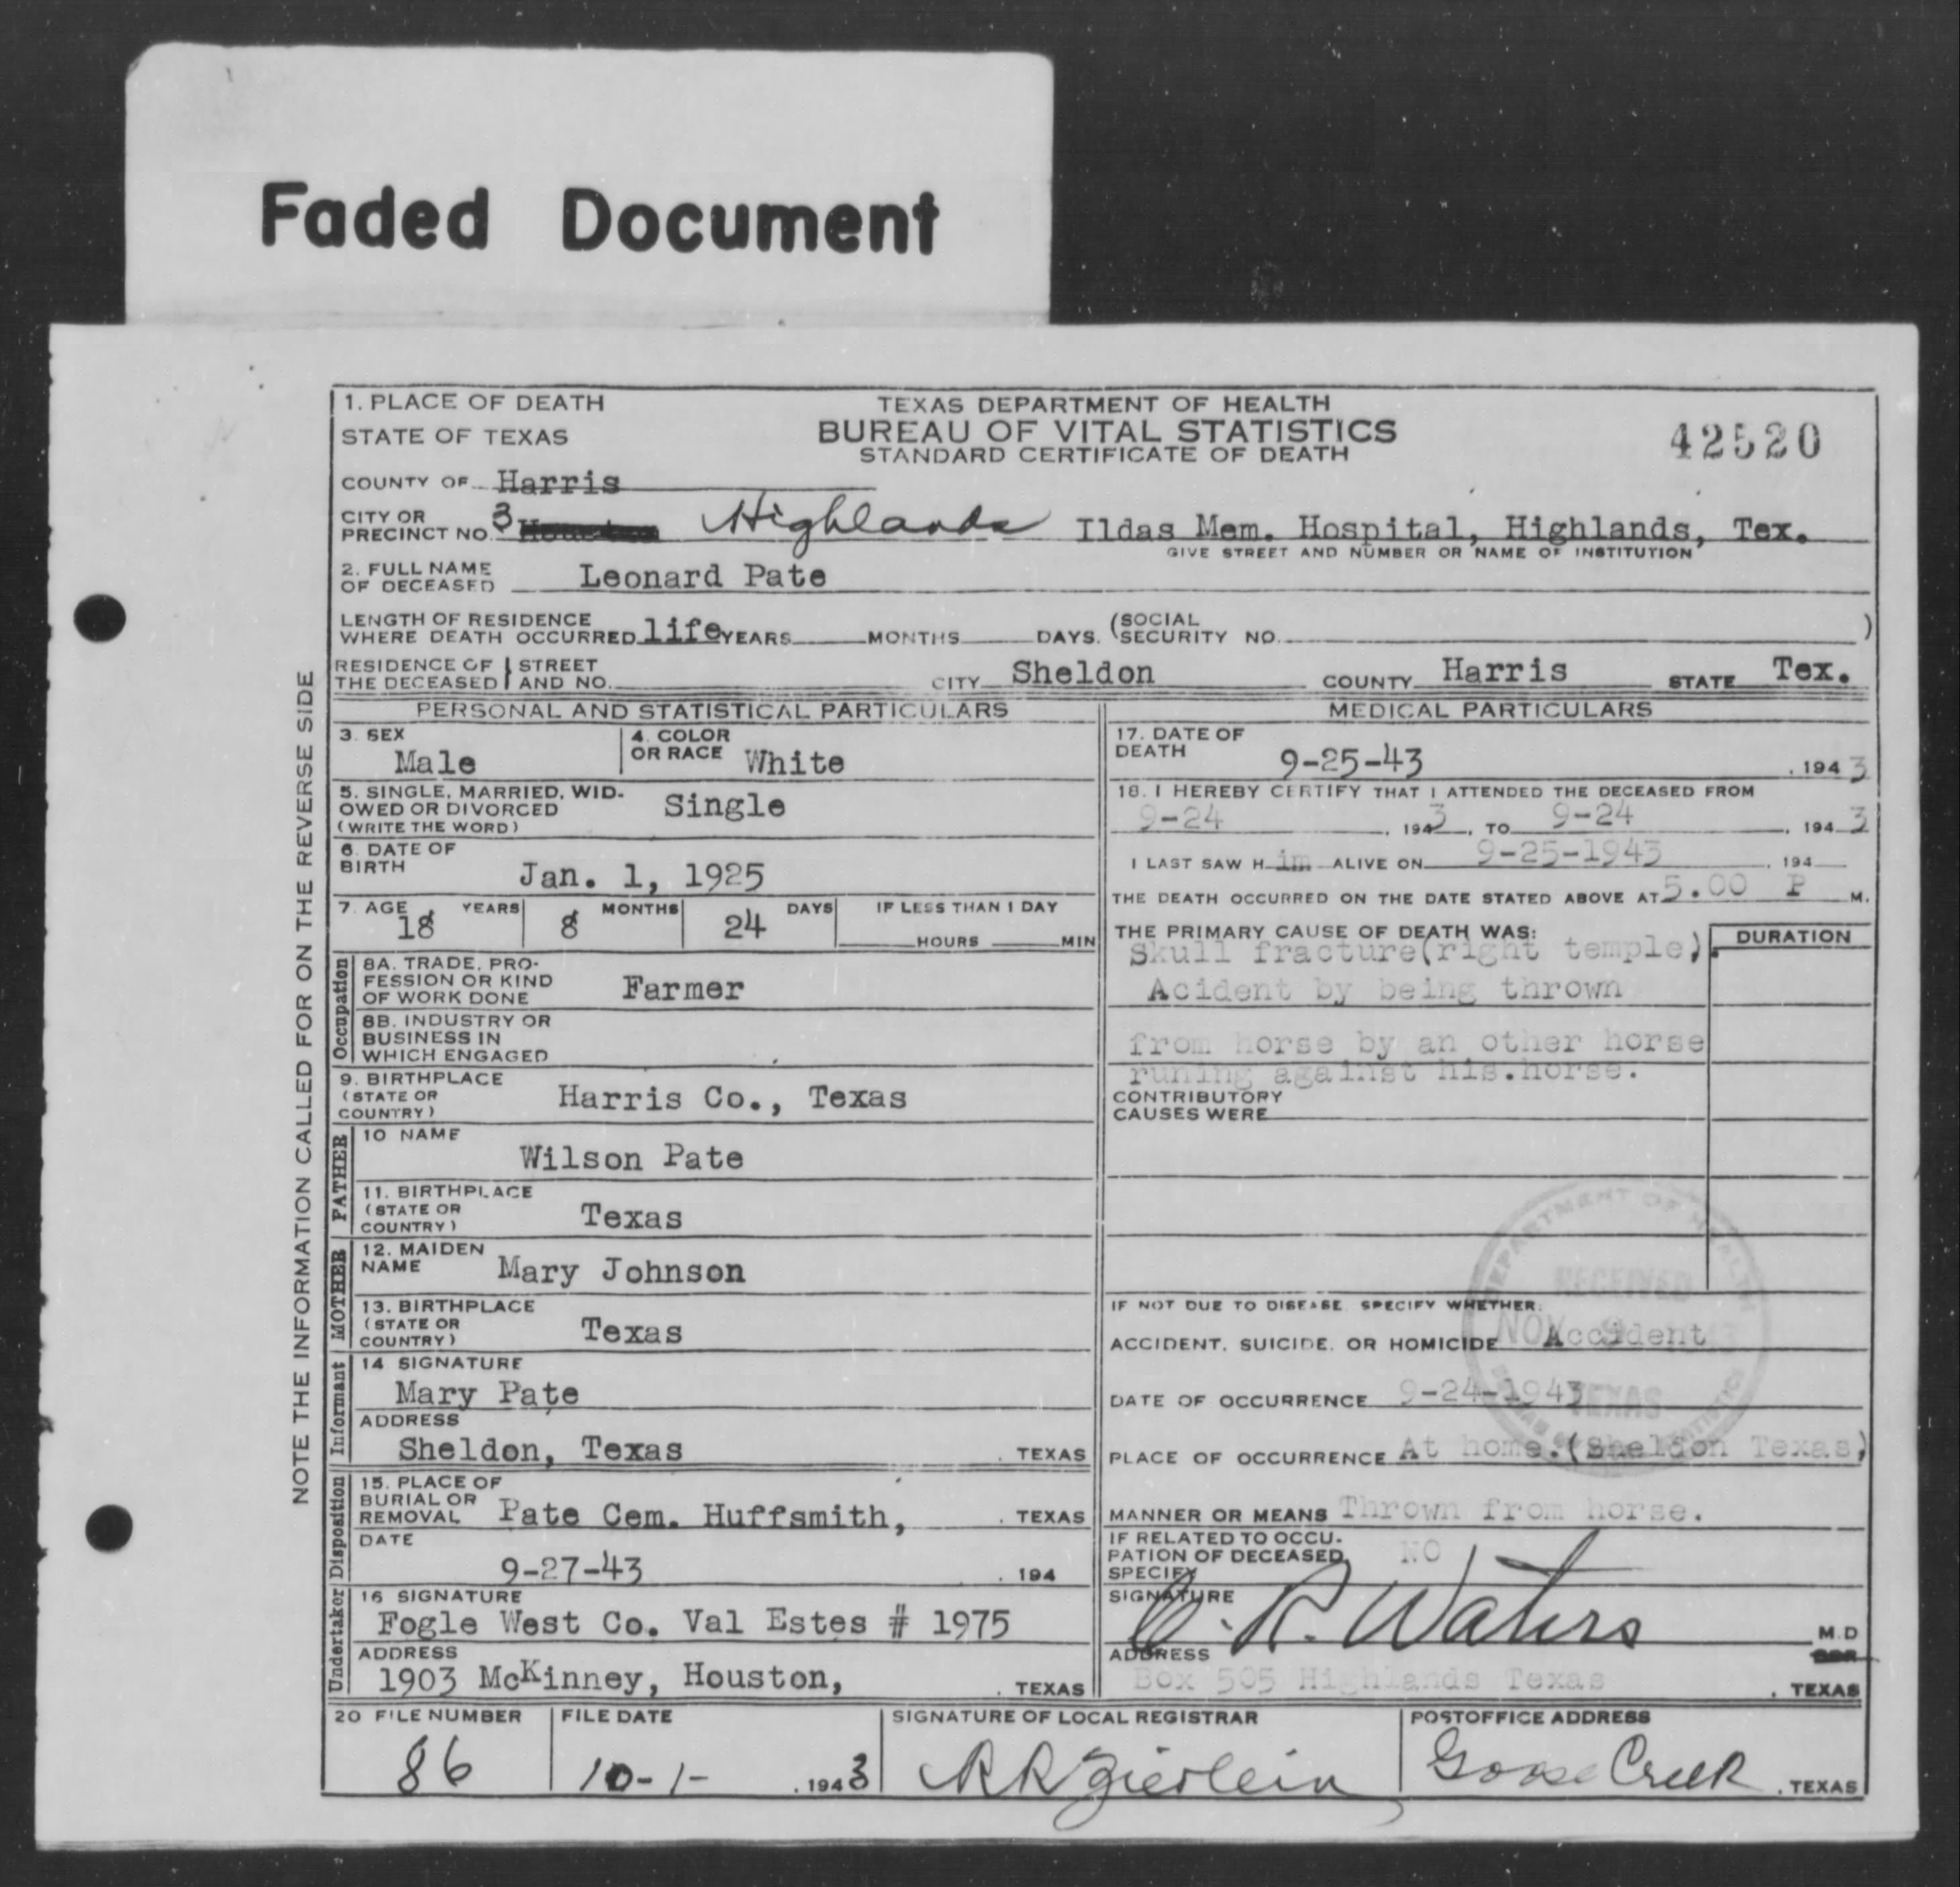 Faded Document
1. PLACE OF DEATH
STATE OF TEXAS
TEXAS DEPARTMENT OF HEALTH
BUREAU OF VITAL STATISTICS
STANDARD CERTIFICATE OF DEATH
42520
COUNTY OF Harris
CITY OR PRECINCT NO. 3 Highlands Ildas Mem. Hospital, Highlands, Tex.
GIVE STREET AND NUMBER OR NAME OF INSTITUTION
2. FULL NAME OF DECEASED Leonard Pate
LENGTH OF RESIDENCE WHERE DEATH OCCURRED life YEARS MONTHS DAYS. (SOCIAL SECURITY NO. )
RESIDENCE OF THE DECEASED STREET AND NO. CITY Sheldon COUNTY Harris STATE Tex.
PERSONAL AND STATISTICAL PARTICULARS
3. SEX Male
4. COLOR OR RACE White
5. SINGLE, MARRIED, WIDOWED OR DIVORCED (WRITE THE WORD) Single
6. DATE OF BIRTH Jan. 1, 1925
7. AGE YEARS MONTHS DAYS IF LESS THAN 1 DAY
18 8 24 HOURS MIN
Occupation
8A. TRADE, PROFESSION OR KIND OF WORK DONE Farmer
8B. INDUSTRY OR BUSINESS IN WHICH ENGAGED
9. BIRTHPLACE (STATE OR COUNTRY) Harris Co., Texas
FATHER
10 NAME Wilson Pate
11. BIRTHPLACE (STATE OR COUNTRY) Texas
MOTHER
12. MAIDEN NAME Mary Johnson
13. BIRTHPLACE (STATE OR COUNTRY) Texas
Informant
14 SIGNATURE Mary Pate
ADDRESS Sheldon, Texas . TEXAS
Disposition
15. PLACE OF BURIAL OR REMOVAL Pate Cem. Huffsmith, . TEXAS
DATE 9-27-43 . 194
Undertaker
16 SIGNATURE Fogle West Co. Val Estes # 1975
ADDRESS 1903 McKinney, Houston, . TEXAS
MEDICAL PARTICULARS
17. DATE OF DEATH 9-25-43 . 1943
18. I HEREBY CERTIFY THAT I ATTENDED THE DECEASED FROM
9-24 , 1943, TO 9-24 , 1943
I LAST SAW H im ALIVE ON 9-25-1943 , 194
THE DEATH OCCURRED ON THE DATE STATED ABOVE AT 5.00 P M.
THE PRIMARY CAUSE OF DEATH WAS: DURATION
Skull fracture(right temple).
Acident by being thrown
from horse by an other horse
runing against his.horse.
CONTRIBUTORY CAUSES WERE
IF NOT DUE TO DISEASE, SPECIFY WHETHER:
ACCIDENT, SUICIDE, OR HOMICIDE Accident
DATE OF OCCURRENCE 9-24-1943
PLACE OF OCCURRENCE At home.(Sheldon Texas)
MANNER OR MEANS Thrown from horse.
IF RELATED TO OCCUPATION OF DECEASED, SPECIFY NO
SIGNATURE C. R. Waters M.D
ADDRESS Box 505 Highlands Texas . TEXAS
DEPARTMENT OF HEALTH
RECEIVED
NOV
TEXAS
20 FILE NUMBER 86
FILE DATE 10-1- . 1943
SIGNATURE OF LOCAL REGISTRAR
POSTOFFICE ADDRESS Goose Creek . TEXAS
NOTE THE INFORMATION CALLED FOR ON THE REVERSE SIDE